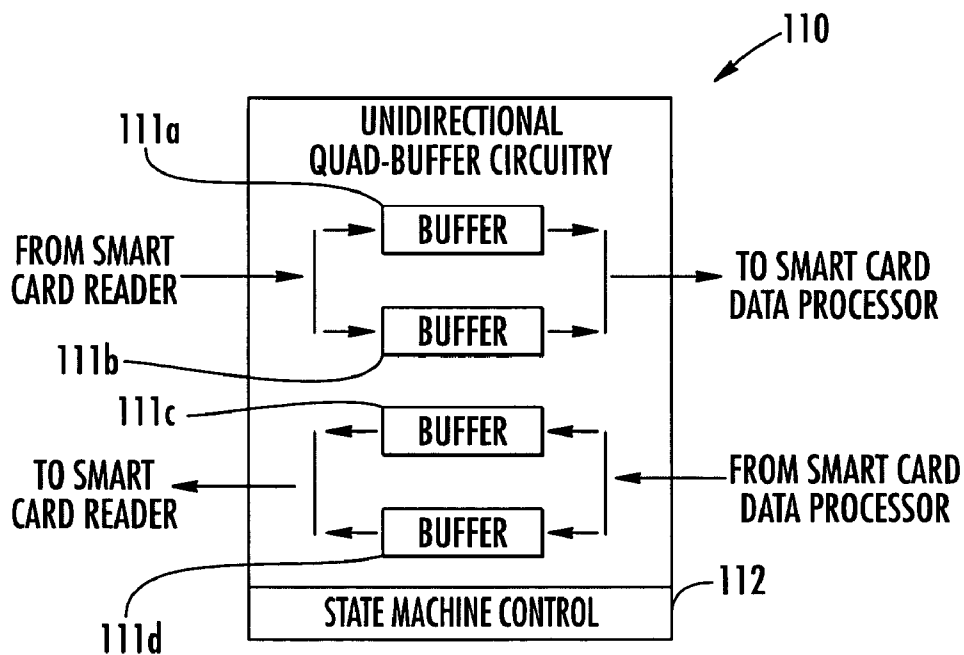 110
UNIDIRECTIONAL
QUAD-BUFFER CIRCUITRY
111a
BUFFER
FROM SMART
CARD READER
TO SMART CARD
DATA PROCESSOR
BUFFER
111b
111c
BUFFER
TO SMART
CARD READER
FROM SMART CARD
DATA PROCESSOR
BUFFER
111d
STATE MACHINE CONTROL
112